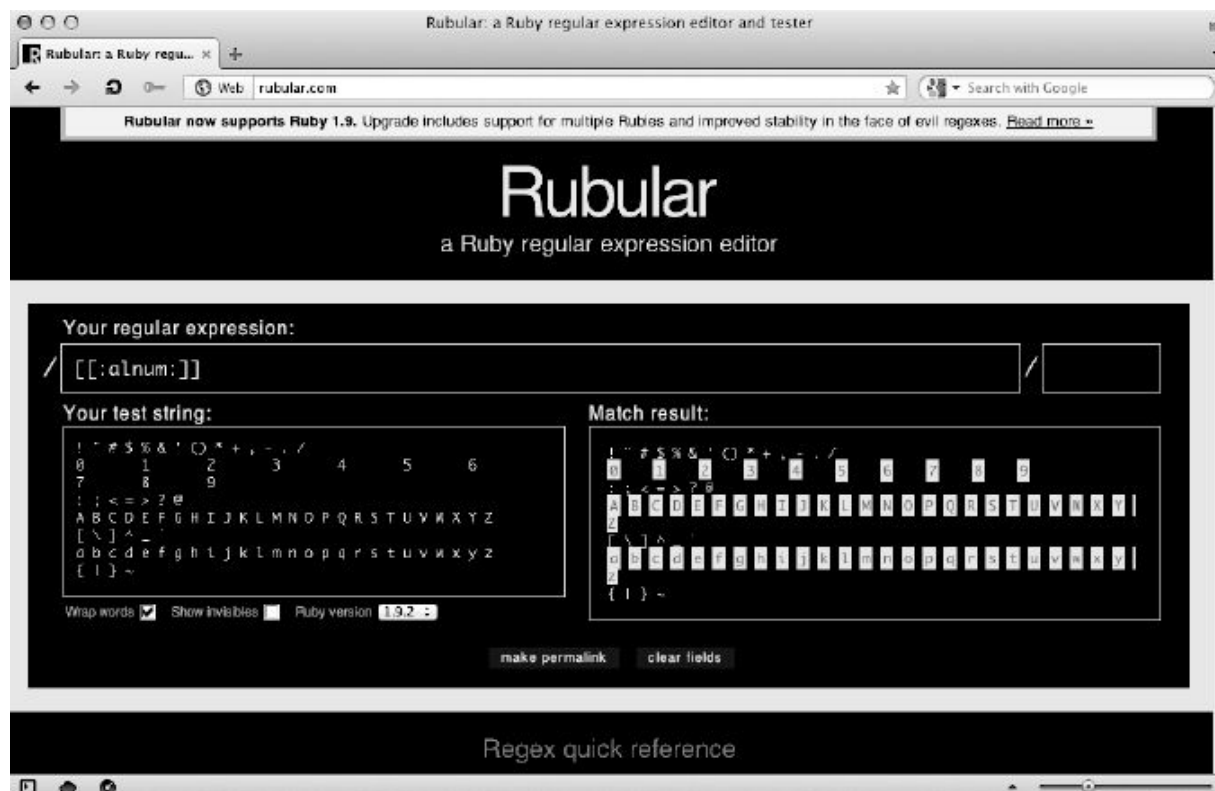 Rubular: a Ruby regular expression editor and tester
Rubular: a Ruby regu... × +
Web rubular.com Search with Google
Rubular now supports Ruby 1.9. Upgrade includes support for multiple Rubies and improved stability in the face of evil regexes. Read more »
Rubular
a Ruby regular expression editor
Your regular expression:
/ [[:alnum:]] /
Your test string:
! " # $ % & ' () * + , - . /
0 1 2 3 4 5 6
7 8 9
: ; < = > ? @
A B C D E F G H I J K L M N O P Q R S T U V W X Y Z
[ \ ] ^ _ `
a b c d e f g h i j k l m n o p q r s t u v w x y z
{ | } ~
Wrap words Show invisibles Ruby version 1.9.2
Match result:
! " # $ % & ' () * + , - . /
0 1 2 3 4 5 6 7 8 9
: ; < = > ? @
A B C D E F G H I J K L M N O P Q R S T U V W X Y
Z
[ \ ] ^ _ `
a b c d e f g h i j k l m n o p q r s t u v w x y
z
{ | } ~
make permalink clear fields
Regex quick reference